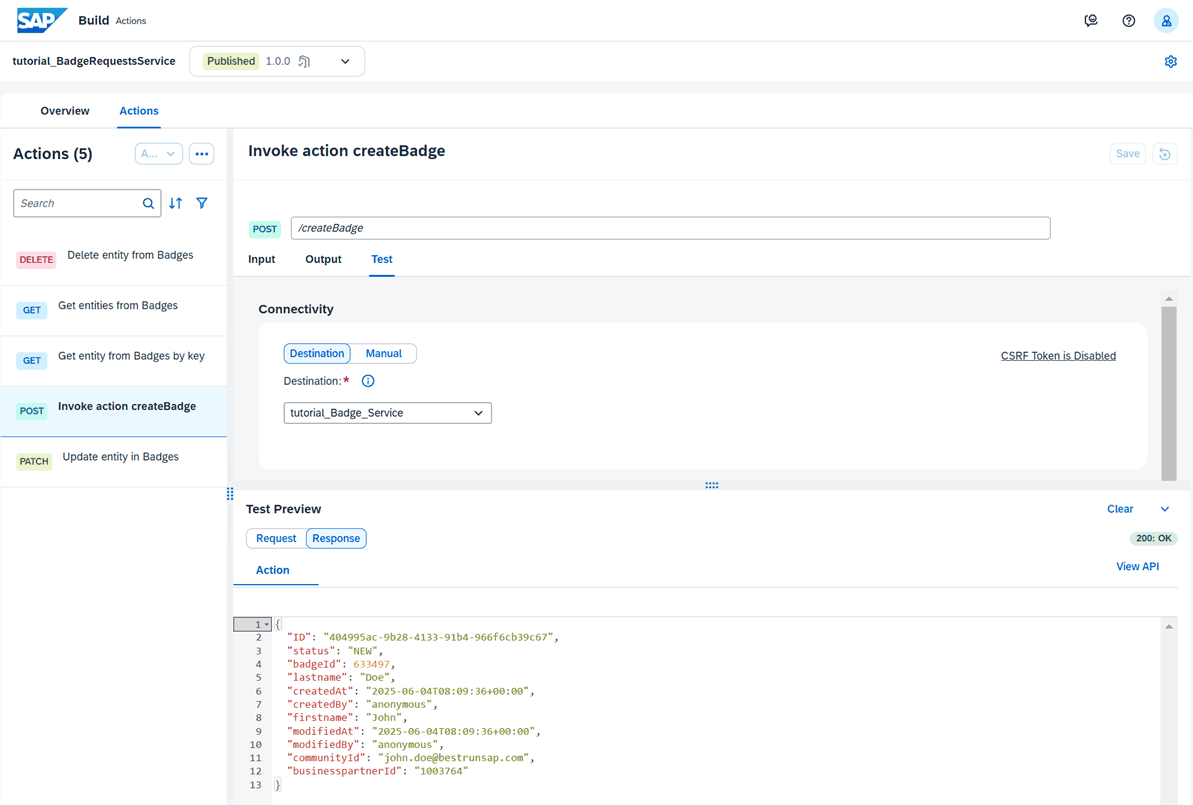 SAP Build Actions
tutorial_BadgeRequestsService Published 1.0.0
Overview Actions
Actions (5) A...
Search
DELETE Delete entity from Badges
GET Get entities from Badges
GET Get entity from Badges by key
POST Invoke action createBadge
PATCH Update entity in Badges
Invoke action createBadge Save
POST /createBadge
Input Output Test
Connectivity
Destination Manual CSRF Token is Disabled
Destination:*
tutorial_Badge_Service
Test Preview Clear
Request Response 200: OK
Action View API
1 {
2 "ID": "404995ac-9b28-4133-91b4-966f6cb39c67",
3 "status": "NEW",
4 "badgeId": 633497,
5 "lastname": "Doe",
6 "createdAt": "2025-06-04T08:09:36+00:00",
7 "createdBy": "anonymous",
8 "firstname": "John",
9 "modifiedAt": "2025-06-04T08:09:36+00:00",
10 "modifiedBy": "anonymous",
11 "communityId": "john.doe@bestrunsap.com",
12 "businesspartnerId": "1003764"
13 }